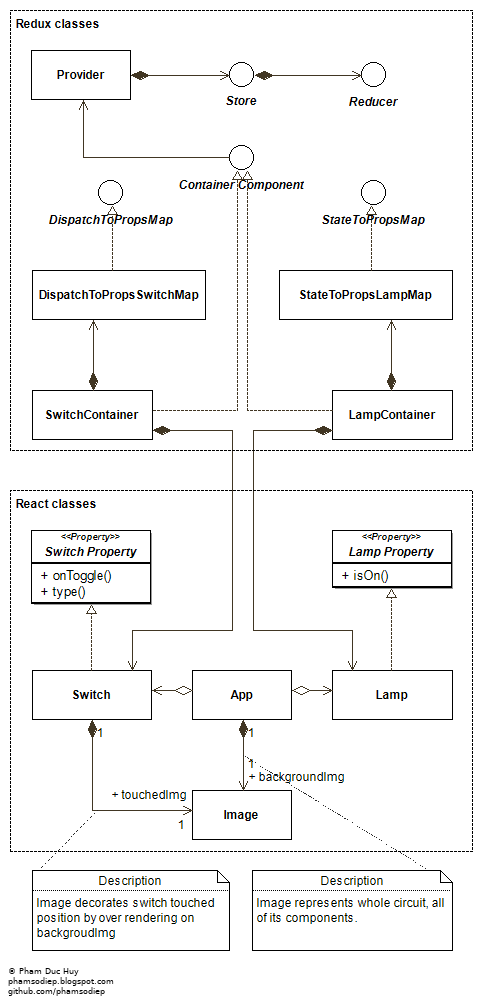 Redux classes
Provider
Store
Reducer
Container Component
DispatchToPropsMap
StateToPropsMap
DispatchToPropsSwitchMap
StateToPropsLampMap
SwitchContainer
LampContainer
React classes
<<Property>>
Switch Property
+ onToggle()
+ type()
<<Property>>
Lamp Property
+ isOn()
Switch
App
Lamp
1
1
1
+ backgroundImg
+ touchedImg
1
Image
Description
Image decorates switch touched
position by over rendering on
backgroudImg
Description
Image represents whole circuit, all
of its components.
© Pham Duc Huy
phamsodiep.blogspot.com
github.com/phamsodiep